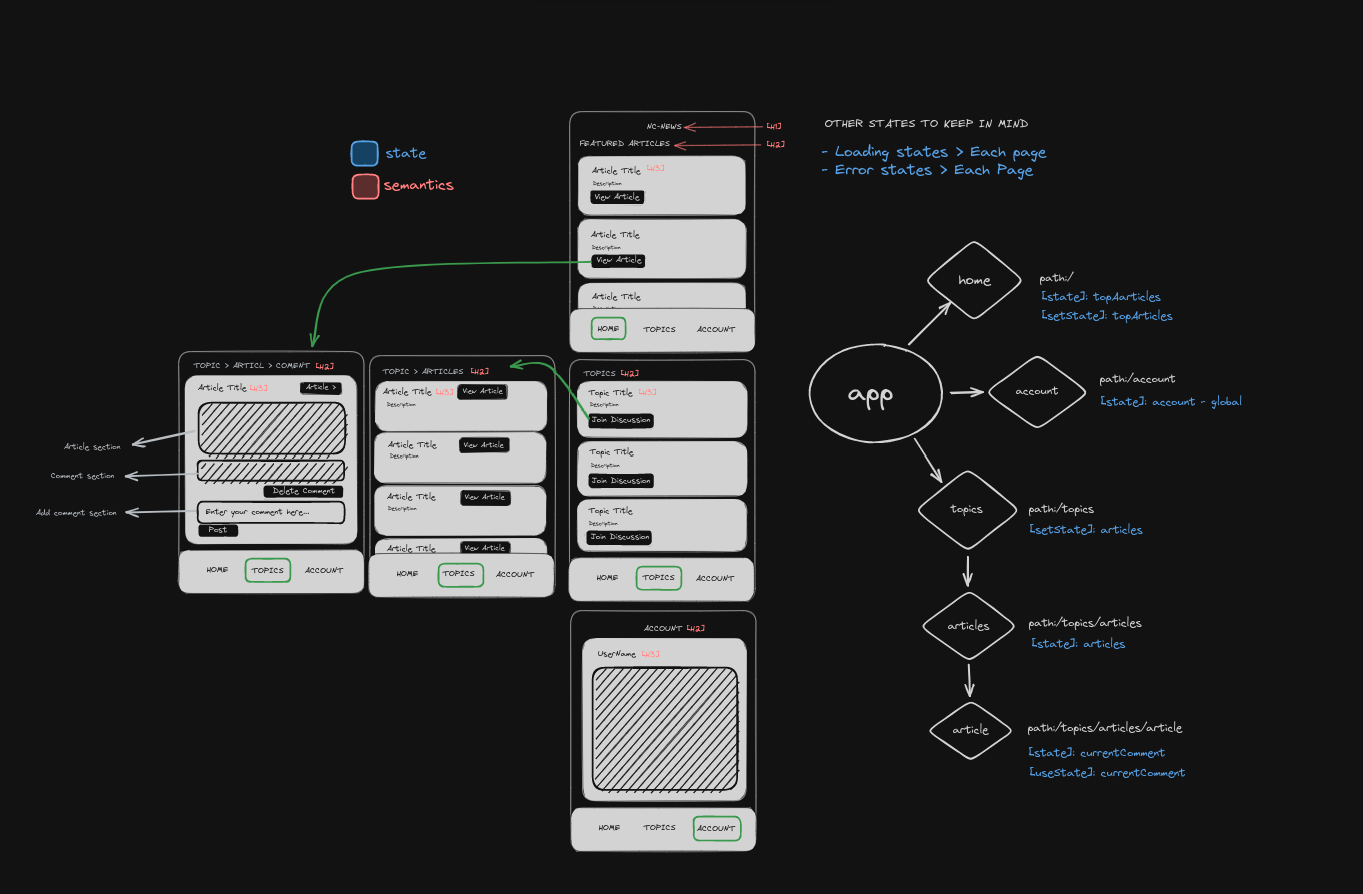 state
semantics
NC-NEWS
[H1]
FEATURED ARTICLES
[H2]
Article Title [H3]
Description
View Article
Article Title
Description
View Article
Article Title
HOME
TOPICS
ACCOUNT
TOPIC > ARTICL > COMENT [H2]
Article Title [H3]
Article >
Article section
Comment section
Delete Comment
Add comment section
Enter your comment here...
Post
HOME
TOPICS
ACCOUNT
TOPIC > ARTICLES [H2]
Article Title [H3]
View Article
Description
Article Title
View Article
Description
Article Title
View Article
Description
Article Title
View Article
HOME
TOPICS
ACCOUNT
TOPICS [H2]
Topic Title [H3]
Description
Join Discussion
Topic Title
Description
Join Discussion
Topic Title
Description
Join Discussion
HOME
TOPICS
ACCOUNT
ACCOUNT [H2]
UserName [H3]
HOME
TOPICS
ACCOUNT
OTHER STATES TO KEEP IN MIND
- Loading states > Each page
- Error states > Each Page
app
home
path:/
[state]: topAarticles
[setState]: topArticles
account
path:/account
[state]: account - global
topics
path:/topics
[setState]: articles
articles
path:/topics/articles
[state]: articles
article
path:/topics/articles/article
[state]: currentComment
[useState]: currentComment